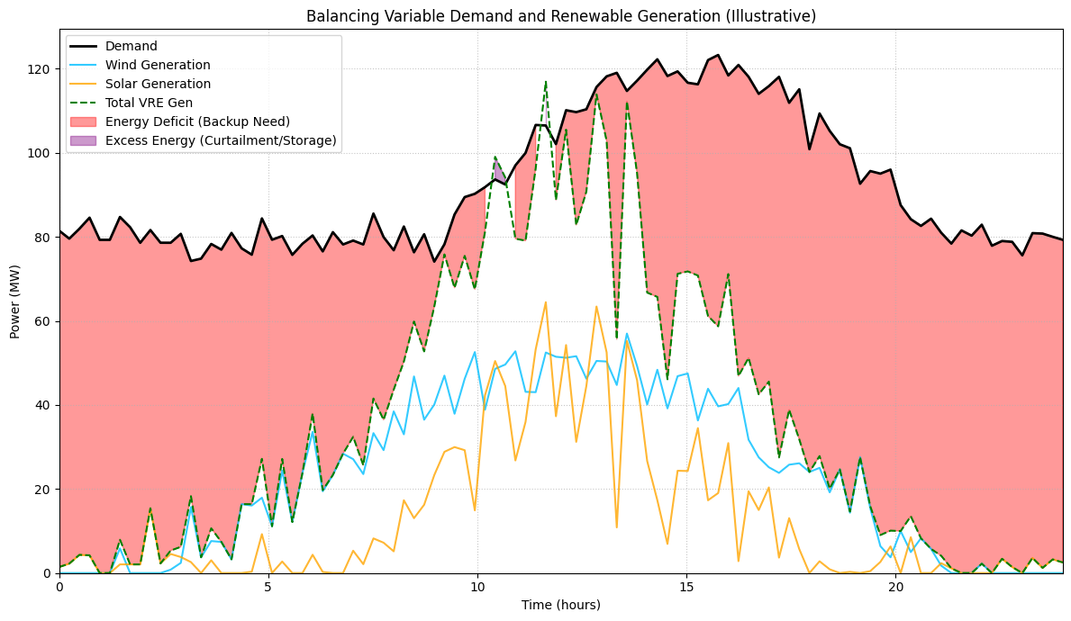 Balancing Variable Demand and Renewable Generation (Illustrative)
Demand
Wind Generation
Solar Generation
Total VRE Gen
Energy Deficit (Backup Need)
Excess Energy (Curtailment/Storage)
Power (MW)
120
100
80
60
40
20
0
0
5
10
15
20
Time (hours)